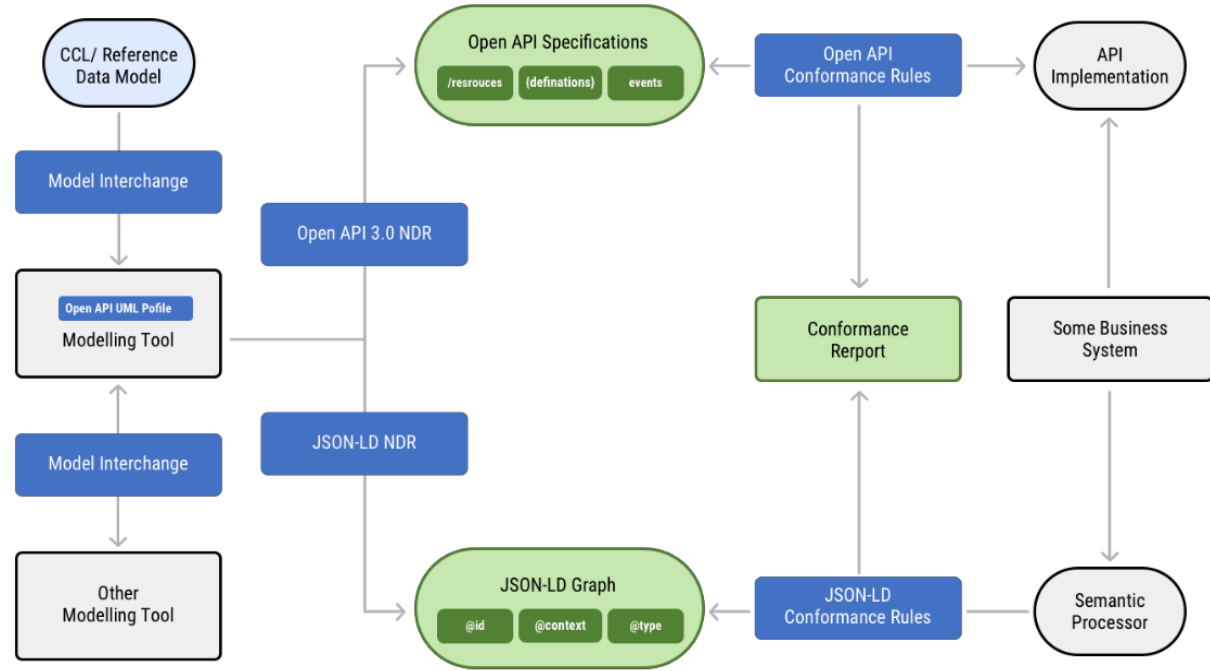 CCL/ Reference
Data Model
Model Interchange
Open API UML Pofile
Modelling Tool
Model Interchange
Other
Modelling Tool
Open API 3.0 NDR
JSON-LD NDR
Open API Specifications
/resrouces
(definations)
events
JSON-LD Graph
@id
@context
@type
Open API
Conformance Rules
Conformance
Rerport
JSON-LD
Conformance Rules
API
Implementation
Some Business
System
Semantic
Processor